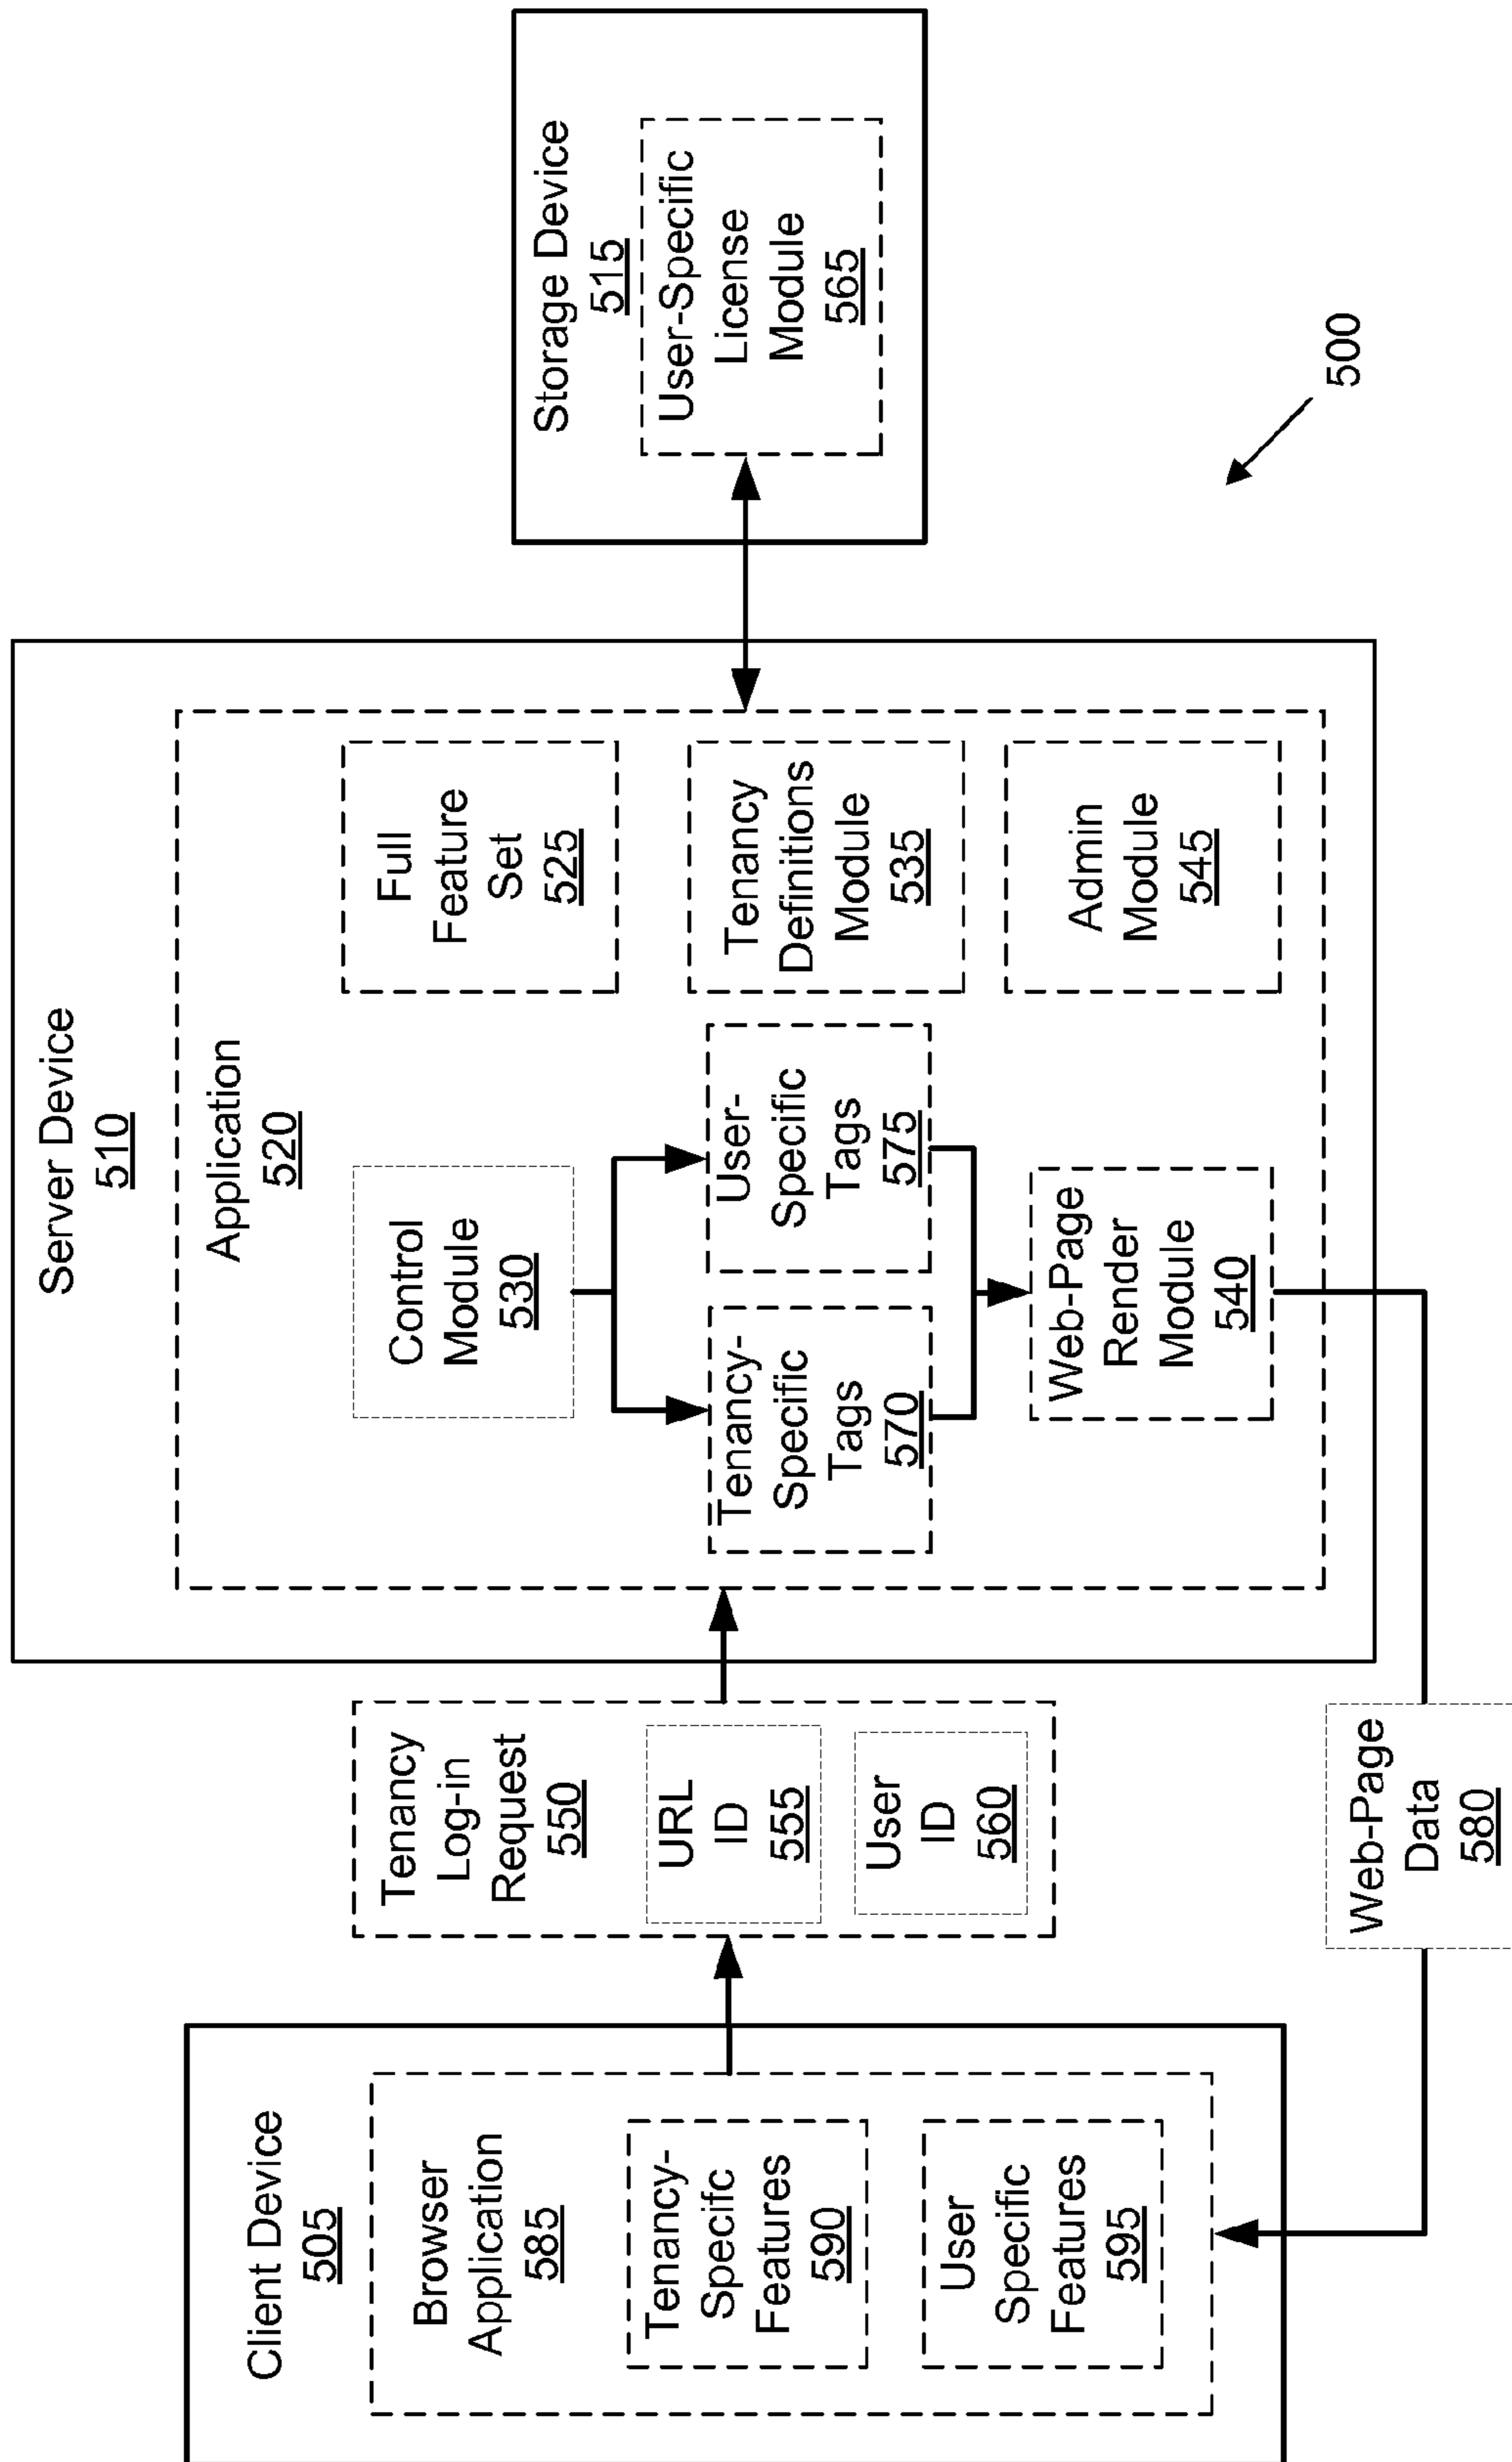 Client Device
505
Browser
Application
585
Tenancy-
Specifc
Features
590
User
Specific
Features
595
Tenancy
Log-in
Request
550
URL
ID
555
User
ID
560
Web-Page
Data
580
Server Device
510
Application
520
Control
Module
530
Tenancy-
Specific
Tags
570
User-
Specific
Tags
575
Web-Page
Render
Module
540
Full
Feature
Set
525
Tenancy
Definitions
Module
535
Admin
Module
545
Storage Device
515
User-Specific
License
Module
565
500